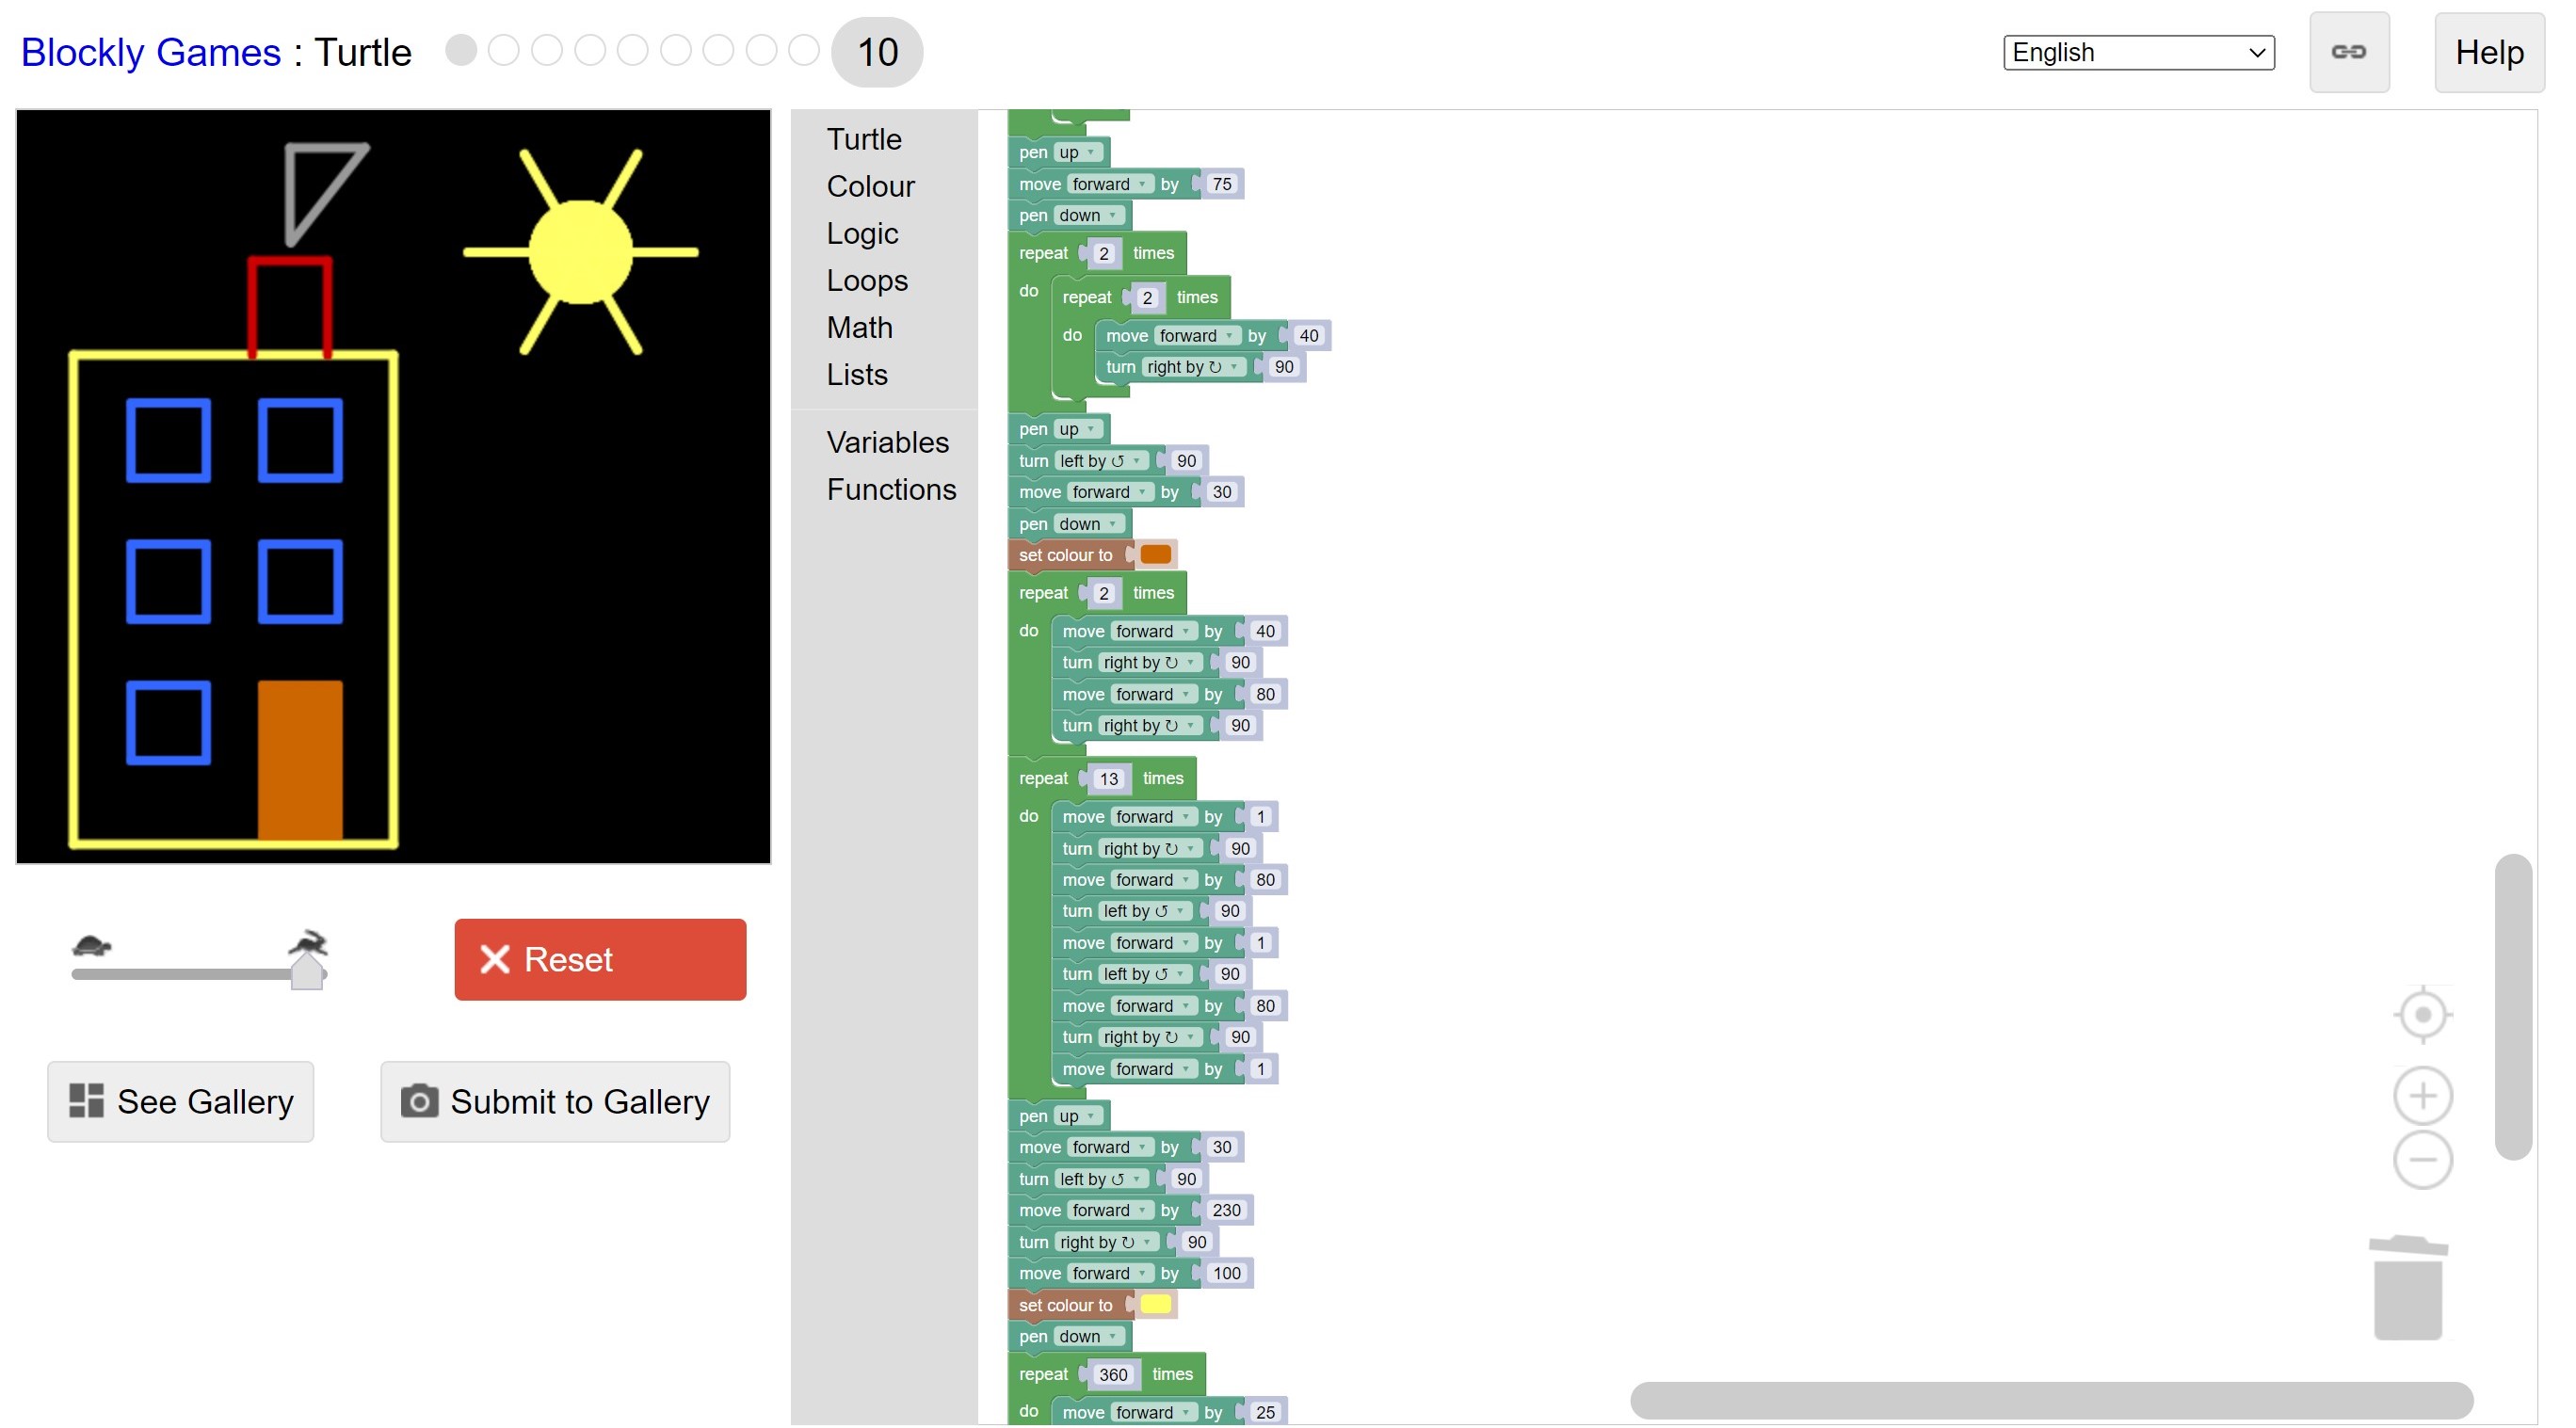 Blockly Games : Turtle 10 English Help
Turtle
Colour
Logic
Loops
Math
Lists
Variables
Functions
pen up
move forward by 75
pen down
repeat 2 times
do repeat 2 times
do move forward by 40
turn right by ↻ 90
pen up
turn left by ↺ 90
move forward by 30
pen down
set colour to
repeat 2 times
do move forward by 40
turn right by ↻ 90
move forward by 80
turn right by ↻ 90
repeat 13 times
do move forward by 1
turn right by ↻ 90
move forward by 80
turn left by ↺ 90
move forward by 1
turn left by ↺ 90
move forward by 80
turn right by ↻ 90
move forward by 1
pen up
move forward by 30
turn left by ↺ 90
move forward by 230
turn right by ↻ 90
move forward by 100
set colour to
pen down
repeat 360 times
do move forward by 25
Reset
See Gallery
Submit to Gallery